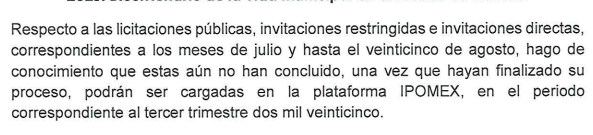 Respecto a las licitaciones públicas, invitaciones restringidas e invitaciones directas,
correspondientes a los meses de julio y hasta el veinticinco de agosto, hago de
conocimiento que estas aún no han concluido, una vez que hayan finalizado su
proceso, podrán ser cargadas en la plataforma IPOMEX, en el periodo
correspondiente al tercer trimestre dos mil veinticinco.